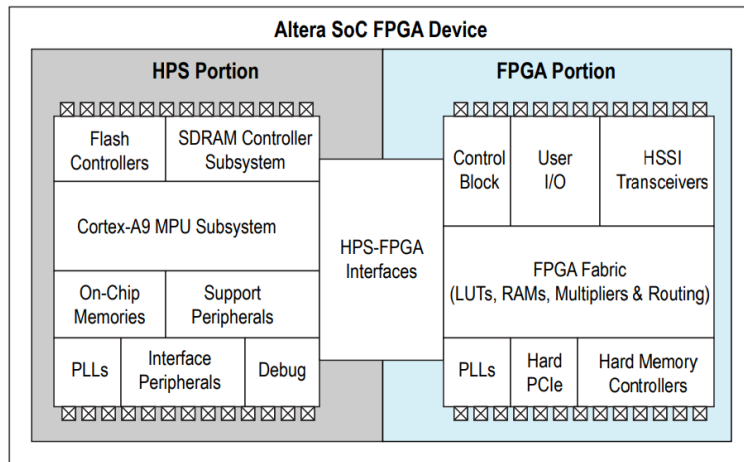 Altera SoC FPGA Device
HPS Portion
FPGA Portion
Flash
Controllers
SDRAM Controller
Subsystem
Cortex-A9 MPU Subsystem
On-Chip
Memories
Support
Peripherals
PLLs
Interface
Peripherals
Debug
HPS-FPGA
Interfaces
Control
Block
User
I/O
HSSI
Transceivers
FPGA Fabric
(LUTs, RAMs, Multipliers & Routing)
PLLs
Hard
PCIe
Hard Memory
Controllers